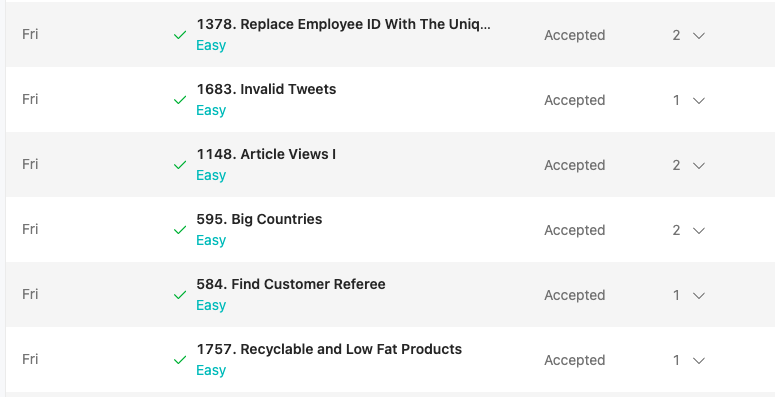 Fri
1378. Replace Employee ID With The Uniq...
Easy
Accepted
2
Fri
1683. Invalid Tweets
Easy
Accepted
1
Fri
1148. Article Views I
Easy
Accepted
2
Fri
595. Big Countries
Easy
Accepted
2
Fri
584. Find Customer Referee
Easy
Accepted
1
Fri
1757. Recyclable and Low Fat Products
Easy
Accepted
1